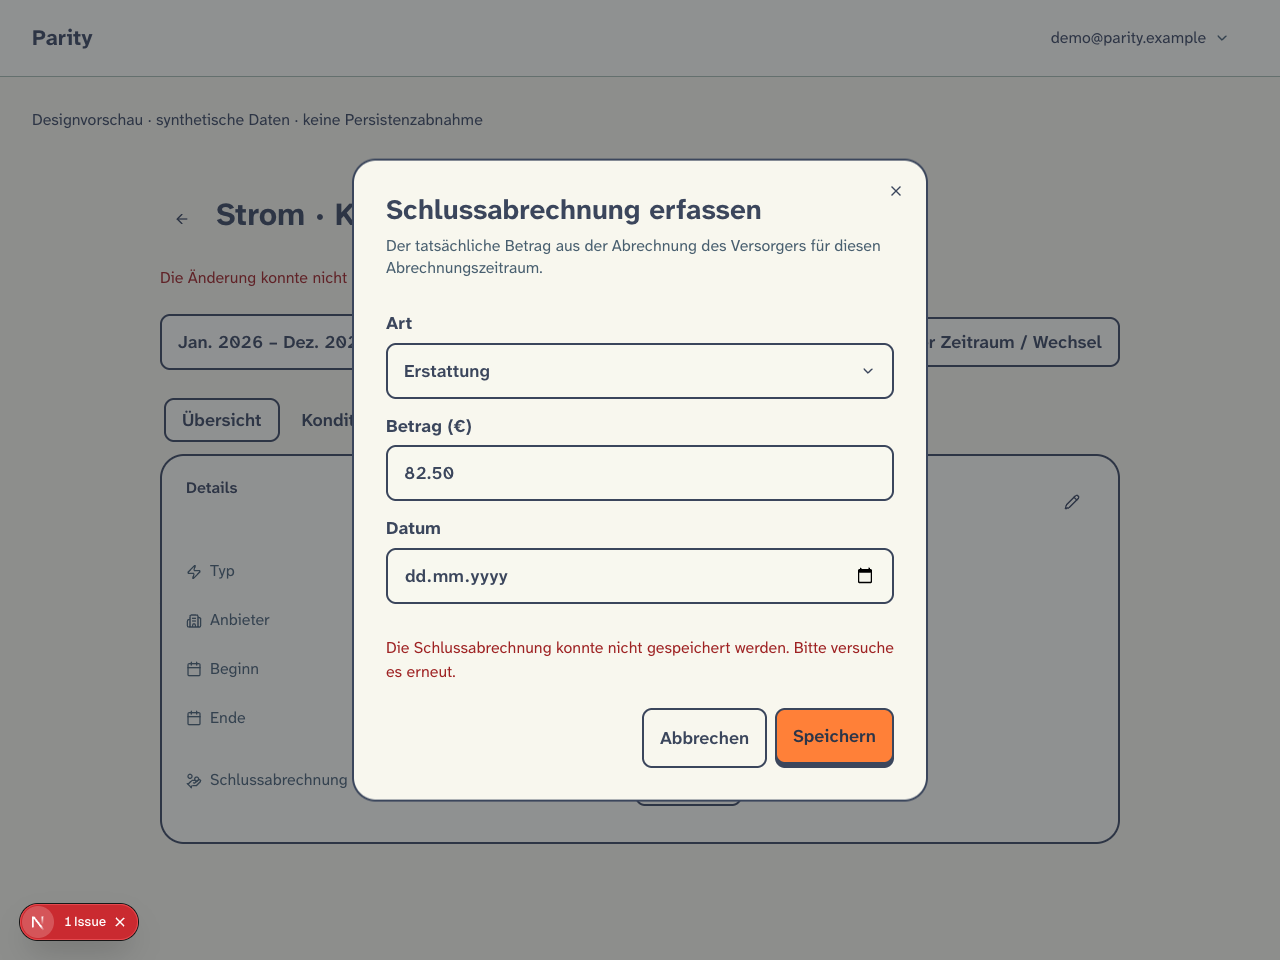 Parity
demo@parity.example
Designvorschau · synthetische Daten · keine Persistenzabnahme
Strom ·
Die Änderung konnte nicht
Jan. 2026 – Dez.
Zeitraum / Wechsel
Übersicht
Details
Typ
Anbieter
Beginn
Ende
Schlussabrechnung
Schlussabrechnung erfassen
Der tatsächliche Betrag aus der Abrechnung des Versorgers für diesen
Abrechnungszeitraum.
Art
Erstattung
Betrag (€)
82.50
Datum
dd.mm.yyyy
Die Schlussabrechnung konnte nicht gespeichert werden. Bitte versuche
es erneut.
Abbrechen
Speichern
N
1 Issue